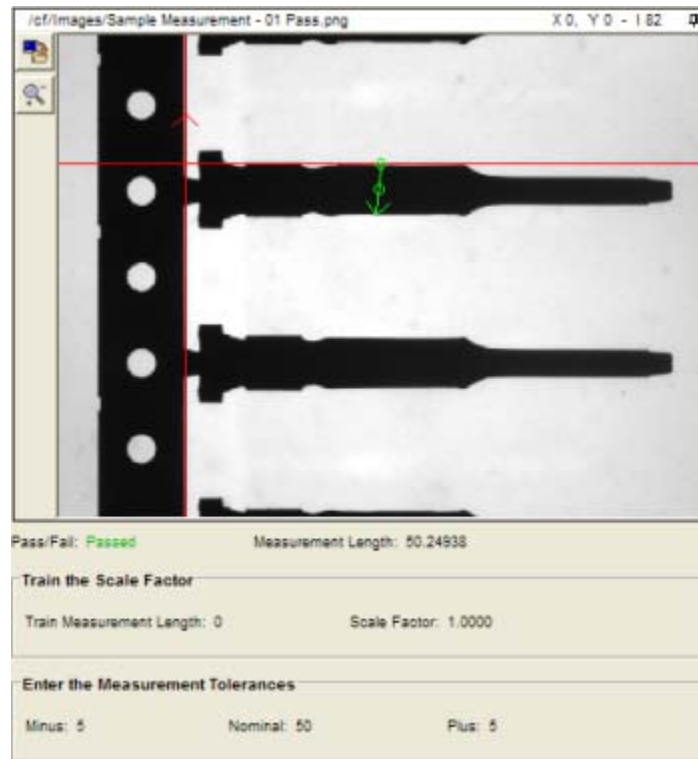 /cf/Images/Sample Measurement - 01 Pass.png X 0, Y 0 - I 82
Pass/Fail: Passed Measurement Length: 50.24938
Train the Scale Factor
Train Measurement Length: 0 Scale Factor: 1.0000
Enter the Measurement Tolerances
Minus: 5 Nominal: 50 Plus: 5